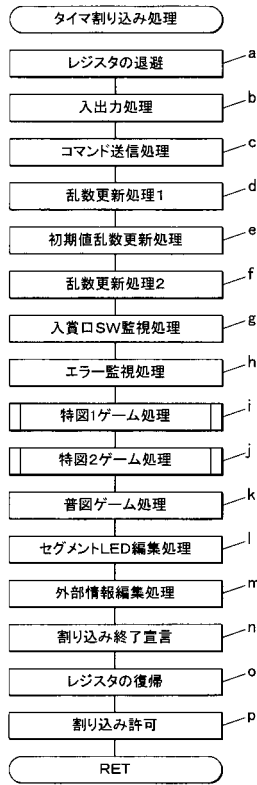 タイマ割り込み処理
レジスタの退避 a
入出力処理 b
コマンド送信処理 c
乱数更新処理1 d
初期値乱数更新処理 e
乱数更新処理2 f
入賞口SW監視処理 g
エラー監視処理 h
特図1ゲーム処理 i
特図2ゲーム処理 j
普図ゲーム処理 k
セグメントLED編集処理 l
外部情報編集処理 m
割り込み終了宣言 n
レジスタの復帰 o
割り込み許可 p
RET